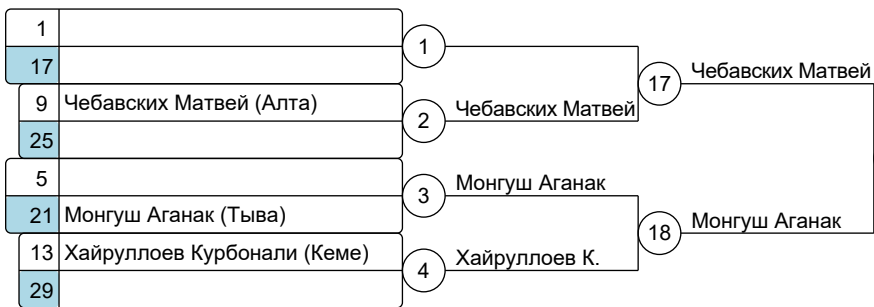 1
17
1
9 Чебавских Матвей (Алта)
25
2
Чебавских Матвей
17
Чебавских Матвей
5
21 Монгуш Аганак (Тыва)
3
Монгуш Аганак
13 Хайруллоев Курбонали (Кеме)
29
4
Хайруллоев К.
18
Монгуш Аганак